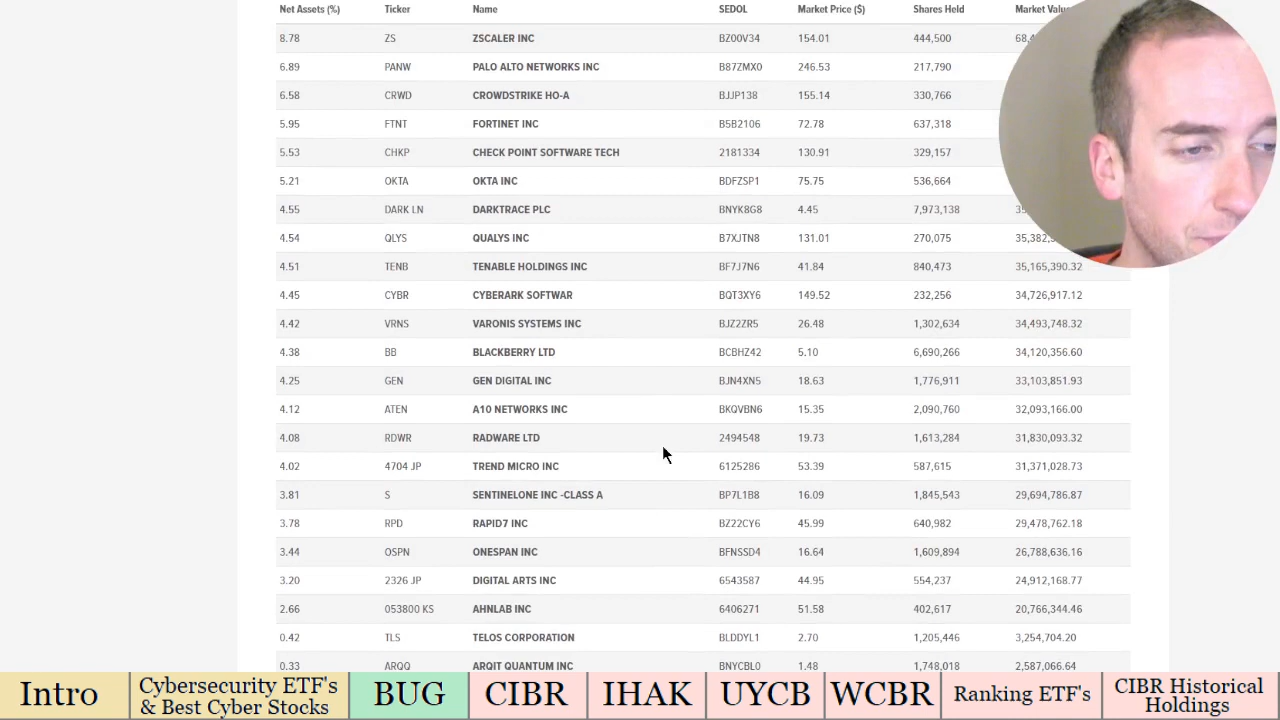 Net Assets (%) Ticker Name SEDOL Market Price ($) Shares Held Market
8.78 ZS ZSCALER INC BZ00V34 154.01 444,500
6.89 PANW PALO ALTO NETWORKS INC B87ZMX0 246.53 217,790
6.58 CRWD CROWDSTRIKE HO-A BJJP138 155.14 330,766
5.95 FTNT FORTINET INC B5B2106 72.78 637,318
5.53 CHKP CHECK POINT SOFTWARE TECH 2181334 130.91 329,157
5.21 OKTA OKTA INC BDFZSP1 75.75 536,664
4.55 DARK LN DARKTRACE PLC BNYK8G8 4.45 7,973,138
4.54 QLYS QUALYS INC B7XJTN8 131.01 270,075
4.51 TENB TENABLE HOLDINGS INC BF7J7N6 41.84 840,473 35,165,390.32
4.45 CYBR CYBERARK SOFTWAR BQT3XY6 149.52 232,256 34,726,917.12
4.42 VRNS VARONIS SYSTEMS INC BJZ2ZR5 26.48 1,302,634 34,493,748.32
4.38 BB BLACKBERRY LTD BCBHZ42 5.10 6,690,266 34,120,356.60
4.25 GEN GEN DIGITAL INC BJN4XN5 18.63 1,776,911 33,103,851.93
4.12 ATEN A10 NETWORKS INC BKQVBN6 15.35 2,090,760 32,093,166.00
4.08 RDWR RADWARE LTD 2494548 19.73 1,613,284 31,830,093.32
4.02 4704 JP TREND MICRO INC 6125286 53.39 587,615 31,371,028.73
3.81 S SENTINELONE INC -CLASS A BP7L1B8 16.09 1,845,543 29,694,786.87
3.78 RPD RAPID7 INC BZ22CY6 45.99 640,982 29,478,762.18
3.44 OSPN ONESPAN INC BFNSSD4 16.64 1,609,894 26,788,636.16
3.20 2326 JP DIGITAL ARTS INC 6543587 44.95 554,237 24,912,168.77
2.66 053800 KS AHNLAB INC 6406271 51.58 402,617 20,766,344.46
0.42 TLS TELOS CORPORATION BLDDYL1 2.70 1,205,446 3,254,704.20
0.33 ARQQ ARQIT QUANTUM INC BNYCBL0 1.48 1,748,018 2,587,066.64
Intro
Cybersecurity ETF's
& Best Cyber Stocks
BUG
CIBR
IHAK
UYCB
WCBR
Ranking ETF's
CIBR Historical
Holdings